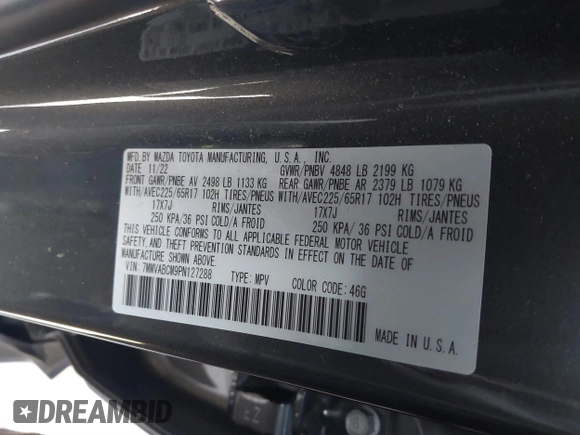 MFD.BY MAZDA TOYOTA MANUFACTURING, U.S.A., INC.
DATE 11/22 GVWR/PNBV 4848 LB 2199 KG
FRONT GAWR/PNBE AV 2498 LB 1133 KG REAR GAWR/PNBE AR 2379 LB 1079 KG
WITH/AVEC225/65R17 102H TIRES/PNEUS WITH/AVEC225/65R17 102H TIRES/PNEUS
17X7J RIMS/JANTES 17X7J RIMS/JANTES
250 KPA/ 36 PSI COLD/A FROID 250 KPA/ 36 PSI COLD/A FROID
THIS VEHICLE CONFORMS TO ALL APPLICABLE FEDERAL MOTOR VEHICLE
SAFETY, AND THEFT PREVENTION STANDARDS IN EFFECT ON THE DATE OF
MANUFACTURE SHOWN ABOVE.
VIN: 7MMVABCM9PN127288 TYPE: MPV COLOR CODE: 46G
MADE IN U.S.A.
DREAMBID